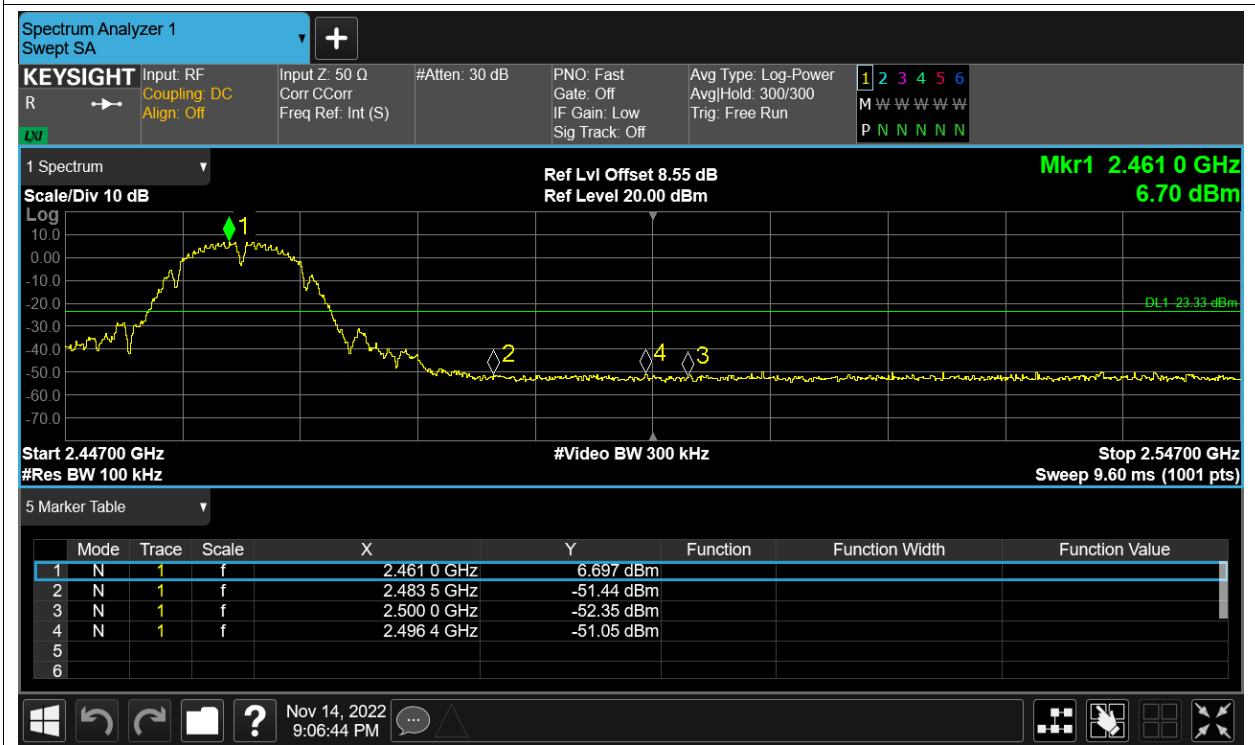 Spectrum Analyzer 1
Swept SA
KEYSIGHT
R
LXI
Input: RF
Coupling: DC
Align: Off
Input Z: 50 Ω
Corr CCorr
Freq Ref: Int (S)
#Atten: 30 dB
PNO: Fast
Gate: Off
IF Gain: Low
Sig Track: Off
Avg Type: Log-Power
Avg|Hold: 300/300
Trig: Free Run
1 2 3 4 5 6
M W W W W W
P N N N N N
1 Spectrum
Scale/Div 10 dB
Ref Lvl Offset 8.55 dB
Ref Level 20.00 dBm
Mkr1 2.461 0 GHz
6.70 dBm
Log
10.0
0.00
-10.0
-20.0
-30.0
-40.0
-50.0
-60.0
-70.0
1
2
4
3
DL1 -23.33 dBm
Start 2.44700 GHz
#Res BW 100 kHz
#Video BW 300 kHz
Stop 2.54700 GHz
Sweep 9.60 ms (1001 pts)
5 Marker Table
Mode Trace Scale X Y Function Function Width Function Value
1 N 1 f 2.461 0 GHz 6.697 dBm
2 N 1 f 2.483 5 GHz -51.44 dBm
3 N 1 f 2.500 0 GHz -52.35 dBm
4 N 1 f 2.496 4 GHz -51.05 dBm
5
6
?
Nov 14, 2022
9:06:44 PM